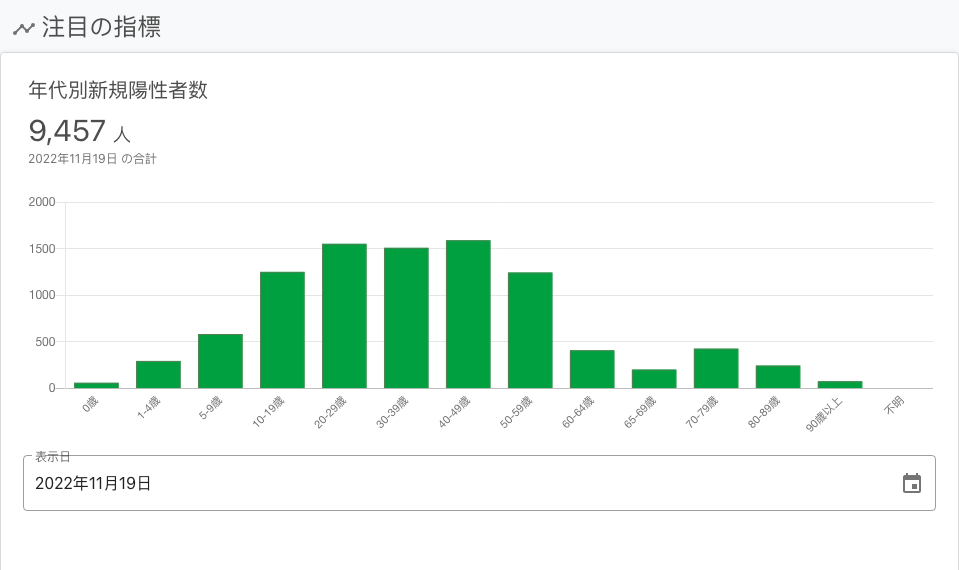 注目の指標
年代別新規陽性者数
9,457 人
2022年11月19日 の合計
2000
1500
1000
500
0
0歳
1-4歳
5-9歳
10-19歳
20-29歳
30-39歳
40-49歳
50-59歳
60-64歳
65-69歳
70-79歳
80-89歳
90歳以上
不明
表示日
2022年11月19日